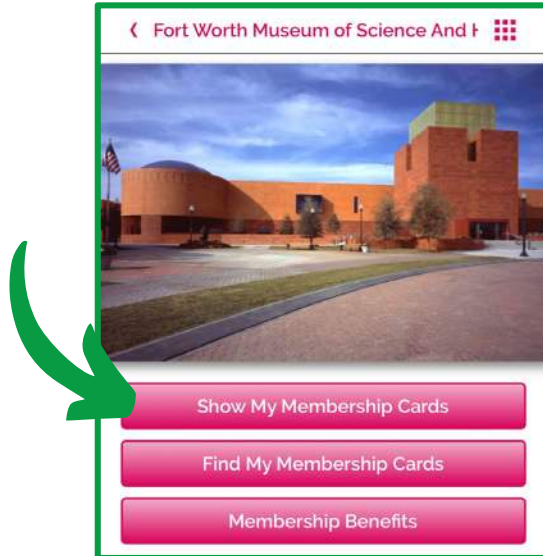 Fort Worth Museum of Science And H
Show My Membership Cards
Find My Membership Cards
Membership Benefits